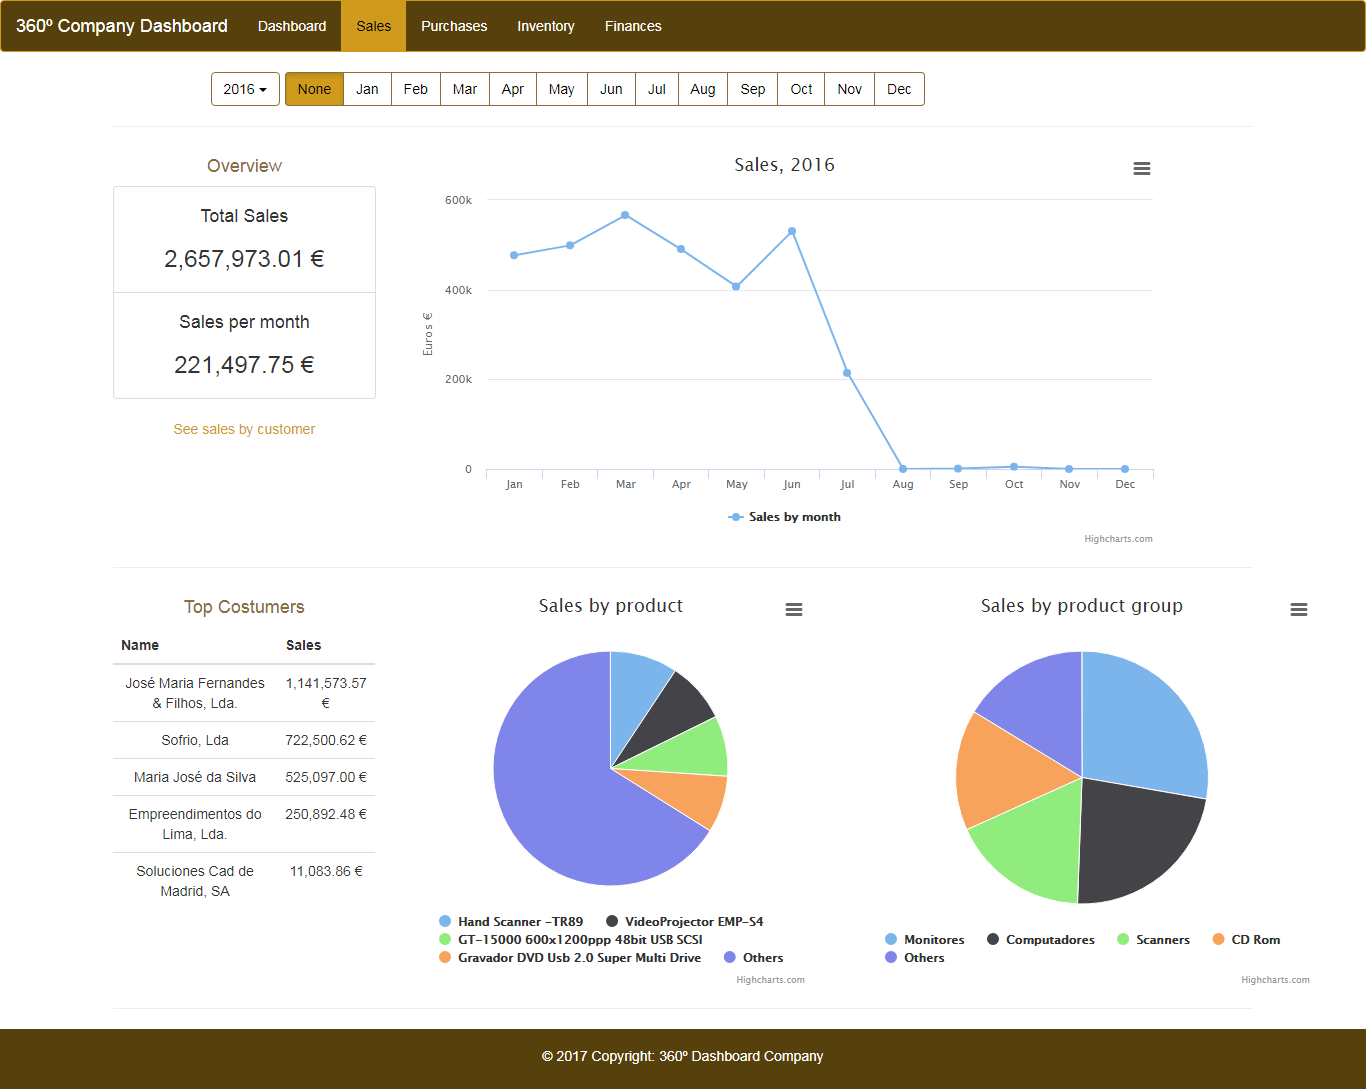 360º Company Dashboard Dashboard Sales Purchases Inventory Finances
2016 None Jan Feb Mar Apr May Jun Jul Aug Sep Oct Nov Dec
Overview
Total Sales
2,657,973.01 €
Sales per month
221,497.75 €
See sales by customer
Sales, 2016
Euros €
600k
400k
200k
0
Jan Feb Mar Apr May Jun Jul Aug Sep Oct Nov Dec
Sales by month
Highcharts.com
Top Costumers
Name Sales
José Maria Fernandes 1,141,573.57
& Filhos, Lda. €
Sofrio, Lda 722,500.62 €
Maria José da Silva 525,097.00 €
Empreendimentos do 250,892.48 €
Lima, Lda.
Soluciones Cad de 11,083.86 €
Madrid, SA
Sales by product
Hand Scanner -TR89 VideoProjector EMP-S4
GT-15000 600x1200ppp 48bit USB SCSI
Gravador DVD Usb 2.0 Super Multi Drive Others
Highcharts.com
Sales by product group
Monitores Computadores Scanners CD Rom
Others
Highcharts.com
© 2017 Copyright: 360º Dashboard Company